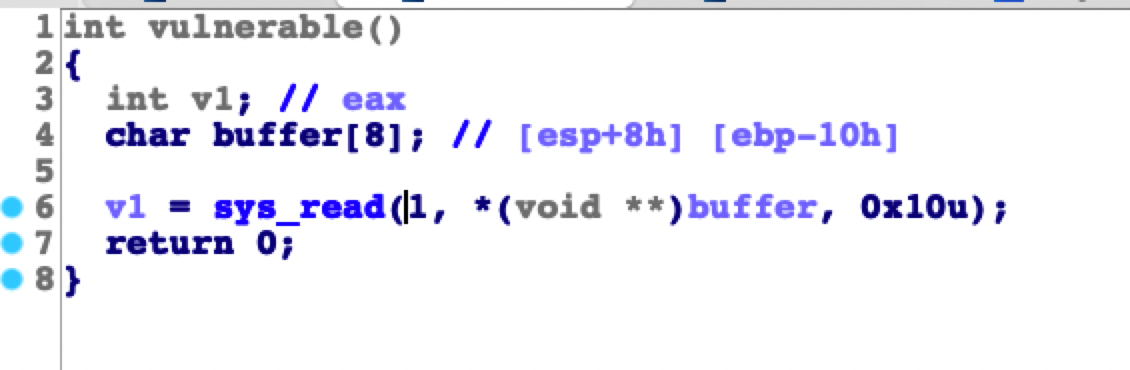 1 int vulnerable()
2 {
3 int v1; // eax
4 char buffer[8]; // [esp+8h] [ebp-10h]
5
6 v1 = sys_read(1, *(void **)buffer, 0x10u);
7 return 0;
8 }